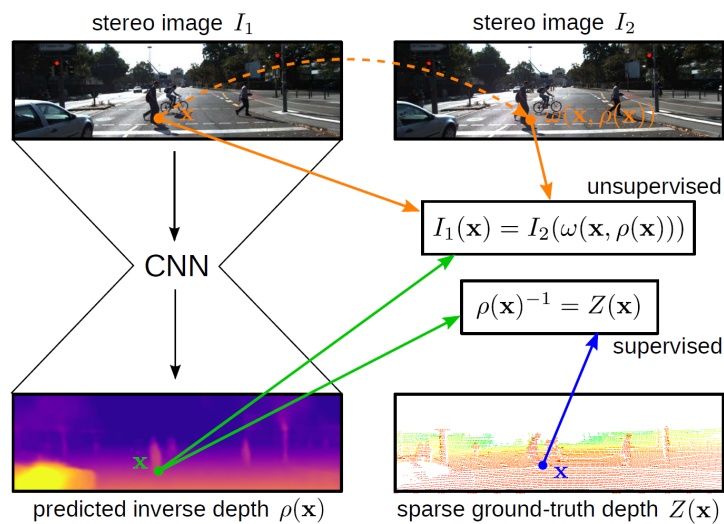 stereo image I₁
stereo image I₂
x
ω(x, ρ(x))
unsupervised
I₁(x) = I₂(ω(x, ρ(x)))
CNN
ρ(x)⁻¹ = Z(x)
supervised
x
x
predicted inverse depth ρ(x)
sparse ground-truth depth Z(x)